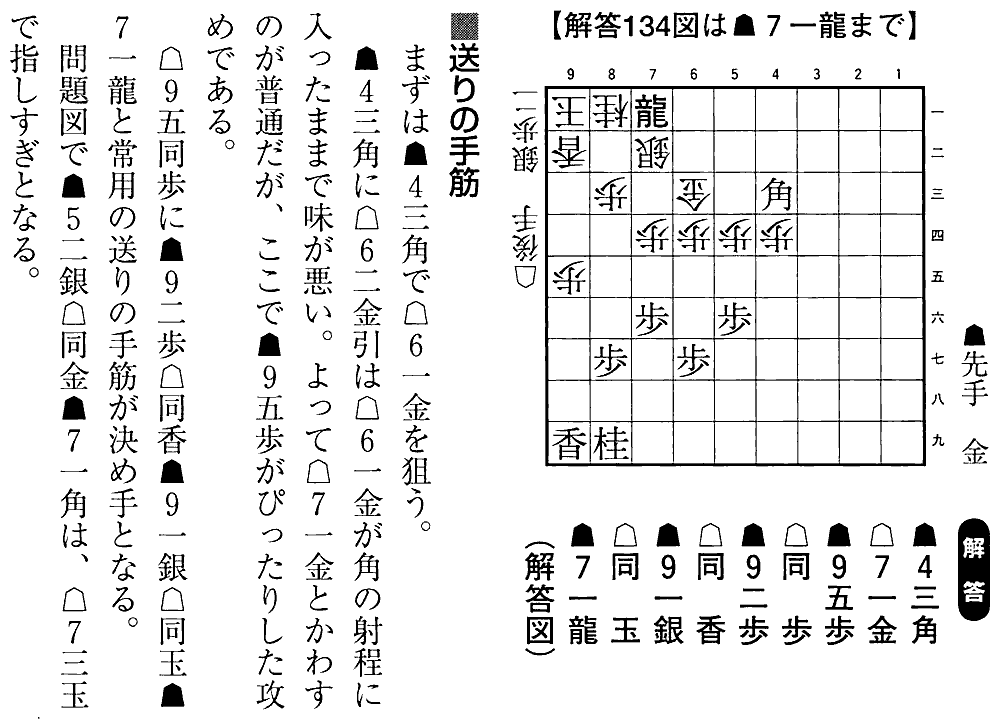 【解答134図は☗7一龍まで】
9 8 7 6 5 4 3 2 1
王 桂 龍 一
香 銀 二
歩 金 角 三
歩 歩 歩 歩 四
歩 五
歩 歩 六
歩 歩 七
八
香 桂 九
☗先手 金
☖後手 銀歩二
解答
☗4三角
☖7一金
☗9五歩
☖同 歩
☗9二歩
☖同 香
☗9一銀
☖同 玉
☗7一龍
(解答図)
■送りの手筋
まずは☗4三角で☖6一金を狙う。
☗4三角に☖6二金引は☖6一金が角の射程に
入ったままで味が悪い。よって☖7一金とかわす
のが普通だが、ここで☗9五歩がぴったりした攻
めである。
☖9五同歩に☗9二歩☖同香☗9一銀☖同玉☗
7一龍と常用の送りの手筋が決め手となる。
問題図で☗5二銀☖同金☗7一角は、☖7三玉
で指しすぎとなる。